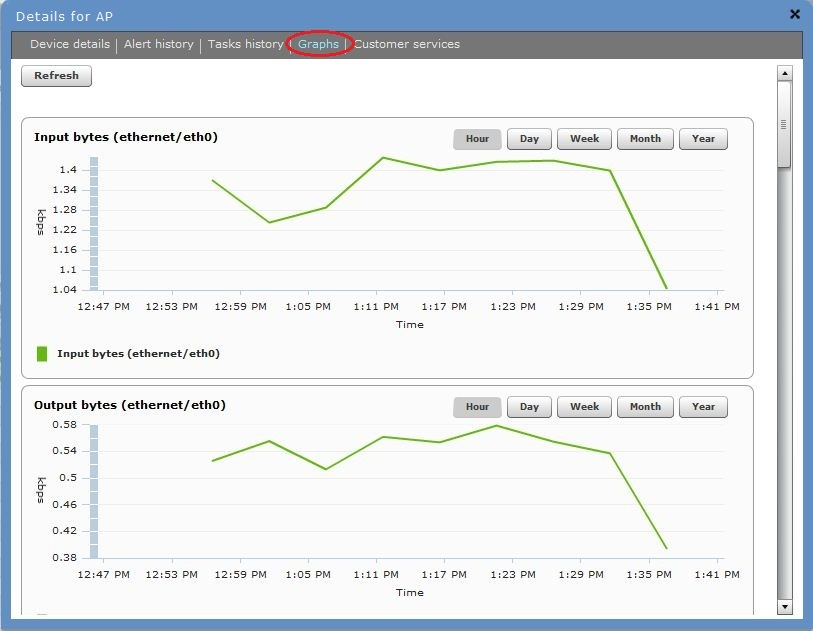 Details for AP
Device details | Alert history | Tasks history | Graphs | Customer services
Refresh
Input bytes (ethernet/eth0)
Hour Day Week Month Year
1.4
1.34
1.28
1.22
1.16
1.1
1.04
kbps
12:47 PM 12:53 PM 12:59 PM 1:05 PM 1:11 PM 1:17 PM 1:23 PM 1:29 PM 1:35 PM 1:41 PM
Time
Input bytes (ethernet/eth0)
Output bytes (ethernet/eth0)
Hour Day Week Month Year
0.58
0.54
0.5
0.46
0.42
0.38
kbps
12:47 PM 12:53 PM 12:59 PM 1:05 PM 1:11 PM 1:17 PM 1:23 PM 1:29 PM 1:35 PM 1:41 PM
Time